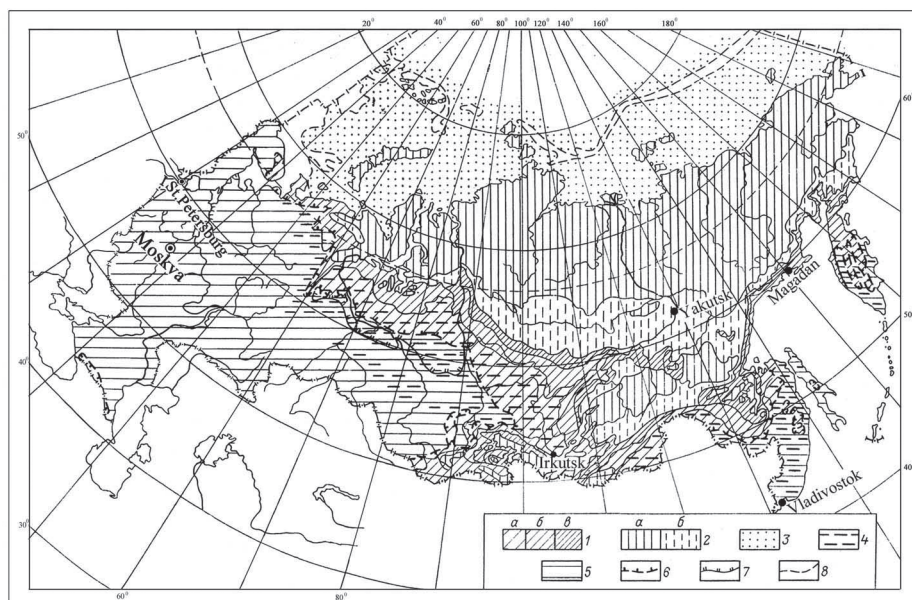 20° 40° 60° 80° 100° 120° 140° 160° 180°
60°
50°
60°
St.Petersburg
Moskva
Magadan
Yakutsk
50°
40°
40°
Irkutsk
Vladivostok
30°
а б в 1
а б 2
3
4
5
6
7
8
60°
80°